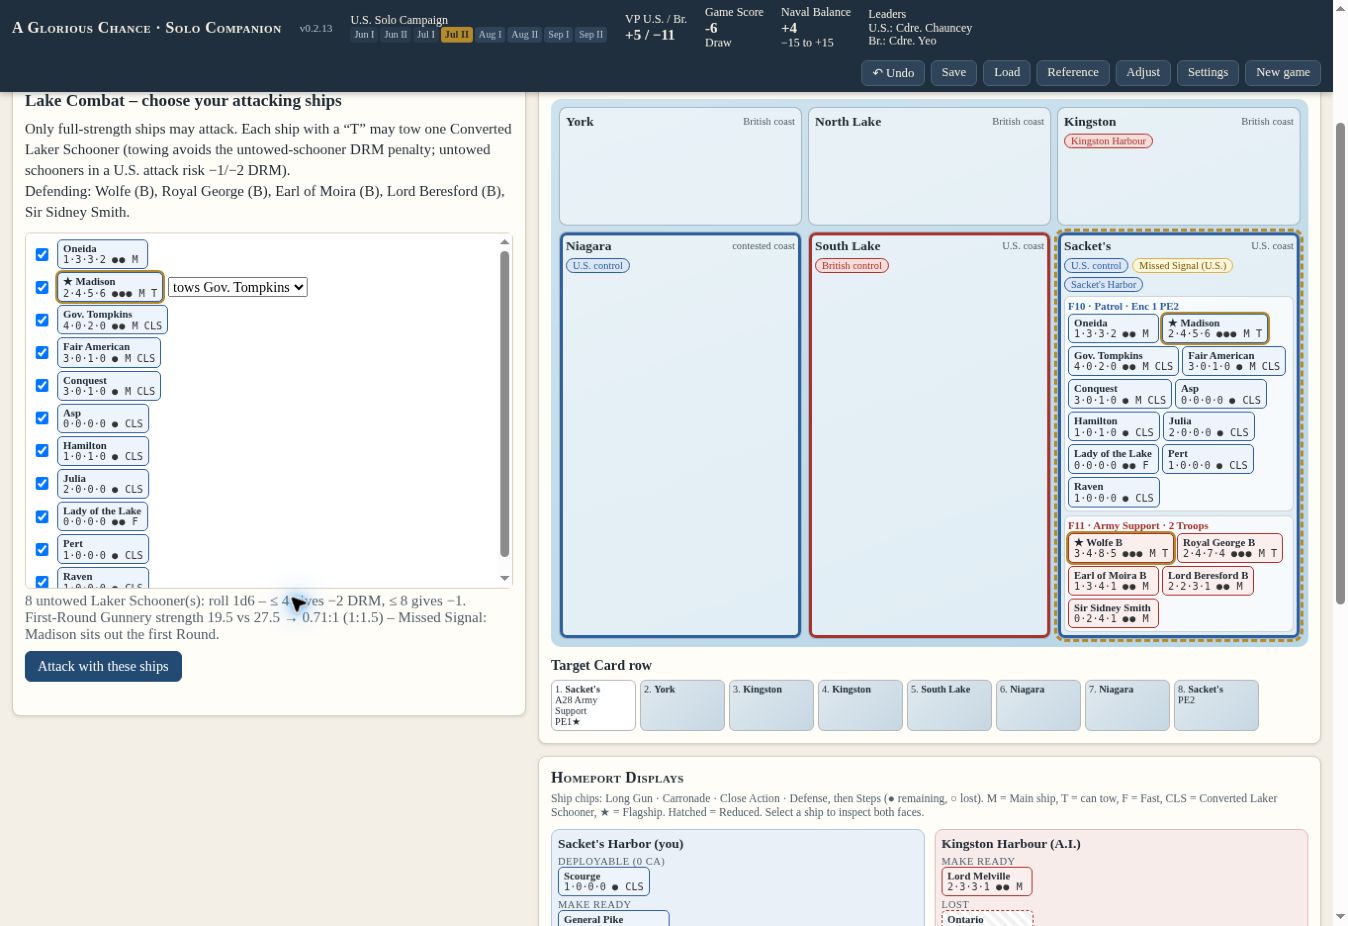 A Glorious Chance · Solo Companion
v0.2.13
U.S. Solo Campaign
Jun I Jun II Jul I Jul II Aug I Aug II Sep I Sep II
VP U.S. / Br.
+5 / −11
Game Score
-6
Draw
Naval Balance
+4
−15 to +15
Leaders
U.S.: Cdre. Chauncey
Br.: Cdre. Yeo
↶ Undo
Save
Load
Reference
Adjust
Settings
New game
Lake Combat – choose your attacking ships
Only full-strength ships may attack. Each ship with a “T” may tow one Converted
Laker Schooner (towing avoids the untowed-schooner DRM penalty; untowed
schooners in a U.S. attack risk −1/−2 DRM).
Defending: Wolfe (B), Royal George (B), Earl of Moira (B), Lord Beresford (B),
Sir Sidney Smith.
Oneida
1·3·3·2 ●● M
★ Madison
2·4·5·6 ●●● M T
tows Gov. Tompkins
Gov. Tompkins
4·0·2·0 ●● M CLS
Fair American
3·0·1·0 ● M CLS
Conquest
3·0·1·0 ● M CLS
Asp
0·0·0·0 ● CLS
Hamilton
1·0·1·0 ● CLS
Julia
2·0·0·0 ● CLS
Lady of the Lake
0·0·0·0 ●● F
Pert
1·0·0·0 ● CLS
Raven
1·0·0·0 ● CLS
8 untowed Laker Schooner(s): roll 1d6 – ≤ 4 gives −2 DRM, ≤ 8 gives −1.
First-Round Gunnery strength 19.5 vs 27.5 → 0.71:1 (1:1.5) – Missed Signal:
Madison sits out the first Round.
Attack with these ships
York
British coast
North Lake
British coast
Kingston
British coast
Kingston Harbour
Niagara
contested coast
U.S. control
South Lake
U.S. coast
British control
Sacket's
U.S. coast
U.S. control
Missed Signal (U.S.)
Sacket's Harbor
F10 · Patrol · Enc 1 PE2
Oneida
1·3·3·2 ●● M
★ Madison
2·4·5·6 ●●● M T
Gov. Tompkins
4·0·2·0 ●● M CLS
Fair American
3·0·1·0 ● M CLS
Conquest
3·0·1·0 ● M CLS
Asp
0·0·0·0 ● CLS
Hamilton
1·0·1·0 ● CLS
Julia
2·0·0·0 ● CLS
Lady of the Lake
0·0·0·0 ●● F
Pert
1·0·0·0 ● CLS
Raven
1·0·0·0 ● CLS
F11 · Army Support · 2 Troops
★ Wolfe B
3·4·8·5 ●●● M T
Royal George B
2·4·7·4 ●●● M T
Earl of Moira B
1·3·4·1 ●● M
Lord Beresford B
2·2·3·1 ●● M
Sir Sidney Smith
0·2·4·1 ●● M
Target Card row
1. Sacket's
A28 Army
Support
PE1★
2. York
3. Kingston
4. Kingston
5. South Lake
6. Niagara
7. Niagara
8. Sacket's
PE2
Homeport Displays
Ship chips: Long Gun · Carronade · Close Action · Defense, then Steps (● remaining, ○ lost). M = Main ship, T = can tow, F = Fast, CLS = Converted Laker
Schooner, ★ = Flagship. Hatched = Reduced. Select a ship to inspect both faces.
Sacket's Harbor (you)
DEPLOYABLE (0 CA)
Scourge
1·0·0·0 ● CLS
MAKE READY
General Pike
Kingston Harbour (A.I.)
MAKE READY
Lord Melville
2·3·3·1 ●● M
LOST
Ontario